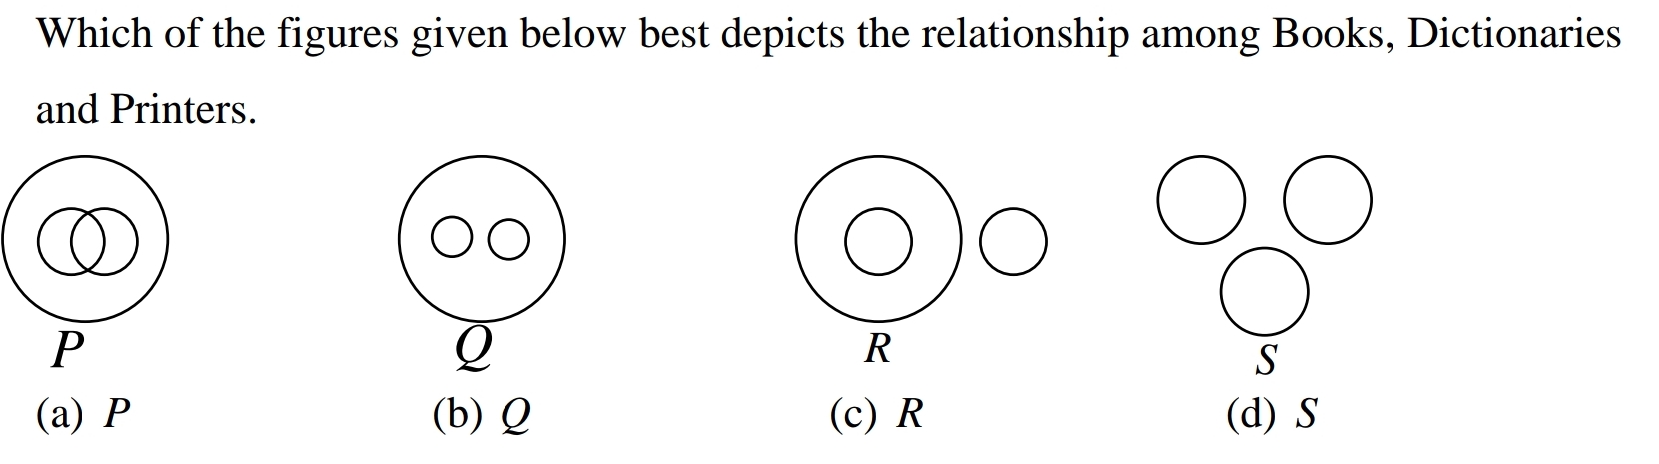 Which of the figures given below best depicts the relationship among Books, Dictionaries
and Printers.
P Q R S
(a) P (b) Q (c) R (d) S